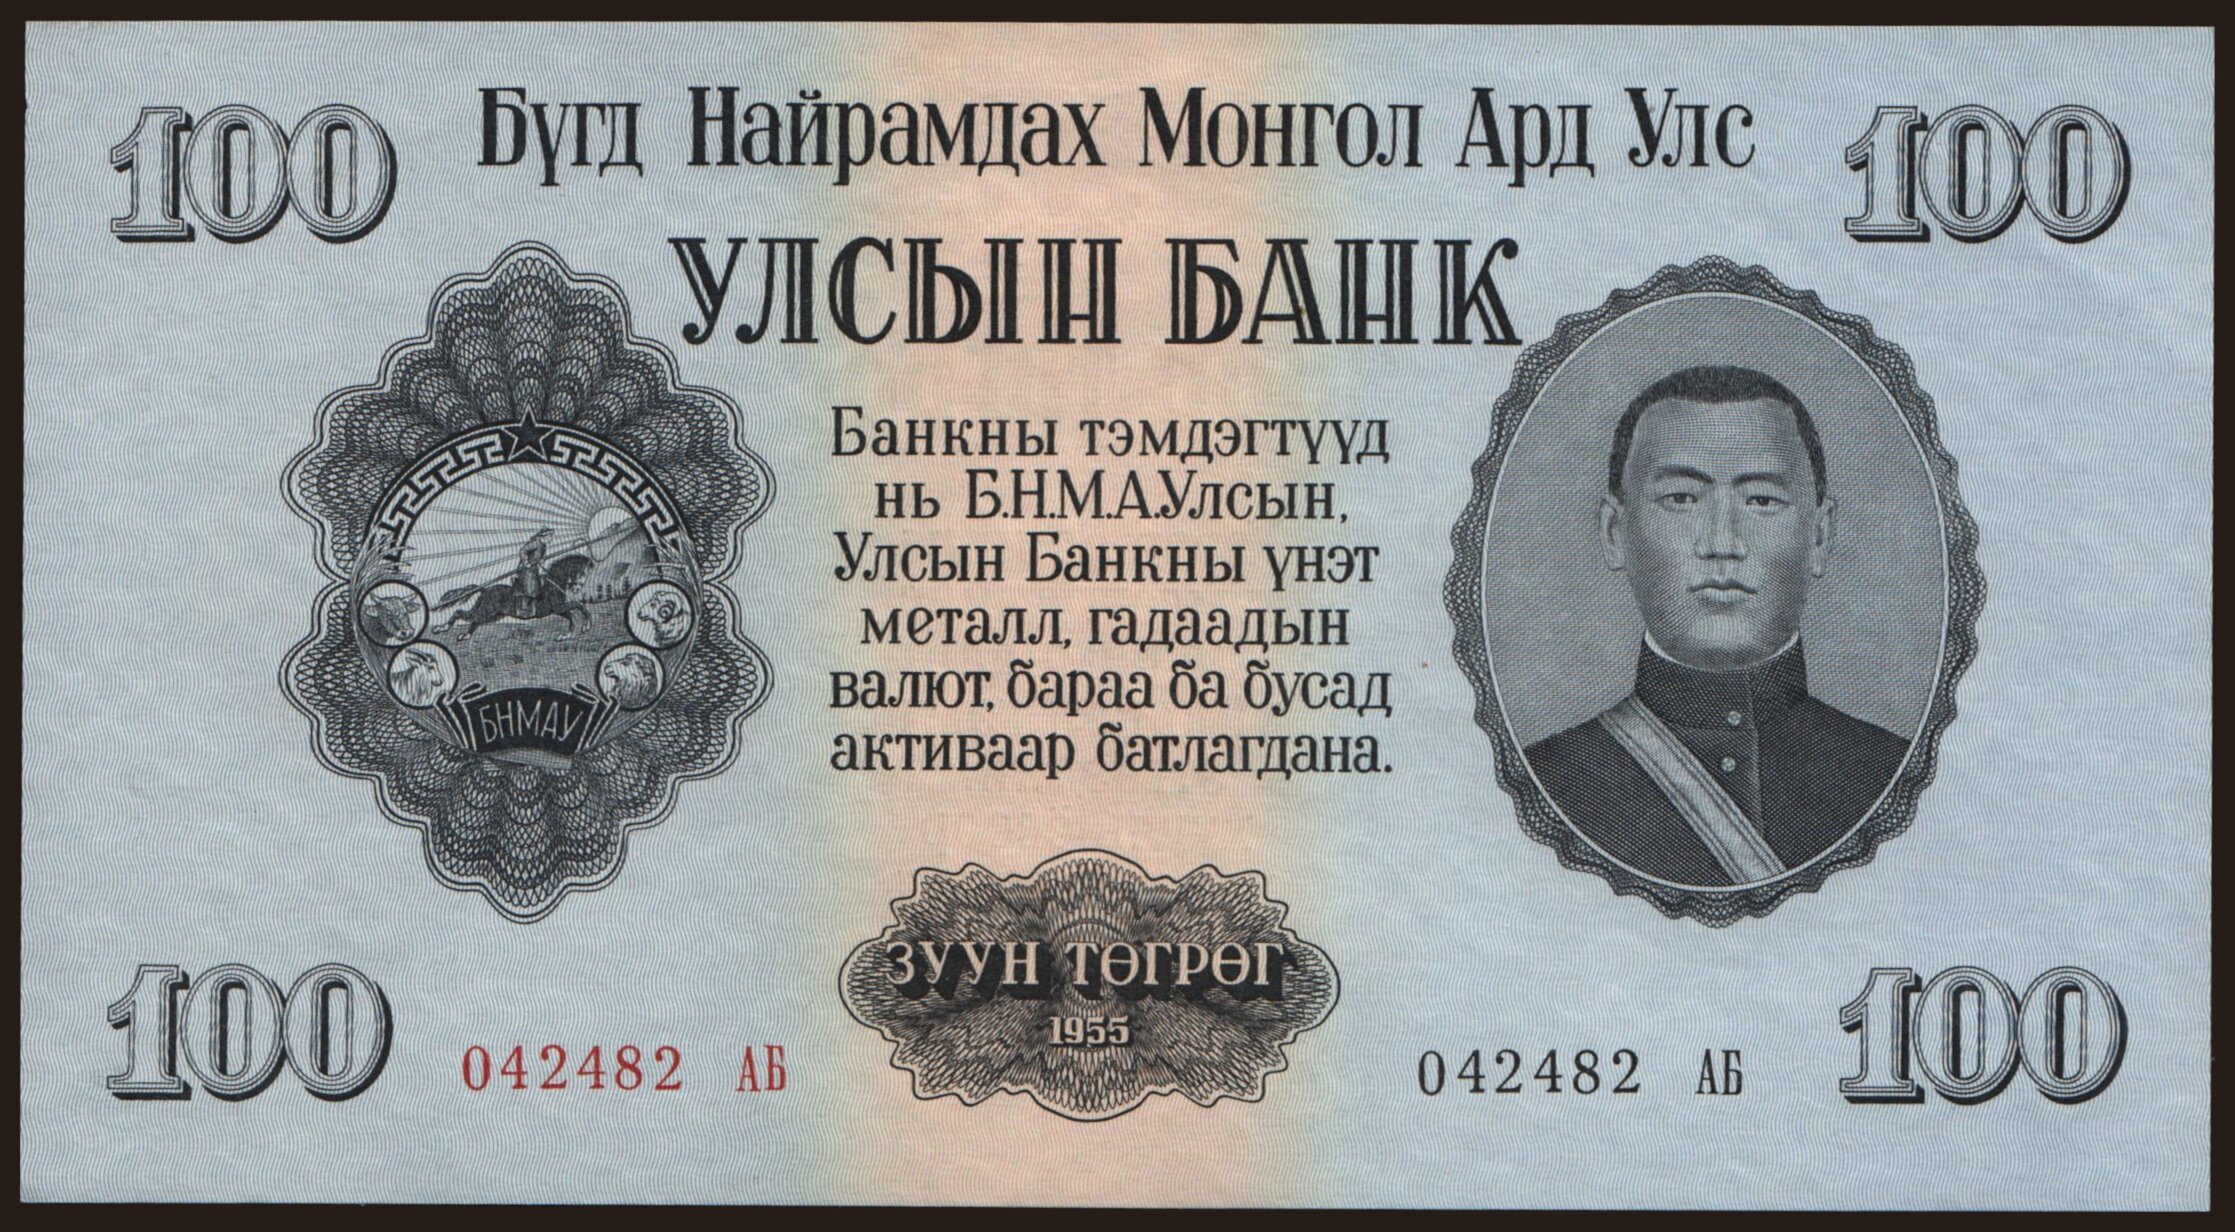 100 Бүгд Найрамдах Монгол Ард Улс 100
УЛСЫН БАНК
Банкны тэмдэгтүүд
нь Б.Н.М.А.Улсын,
Улсын Банкны үнэт
металл, гадаадын
валют, бараа ба бусад
активаар батлагдана.
БНМАУ
ЗУУН ТӨГРӨГ
1955
100 042482 АБ 042482 АБ 100